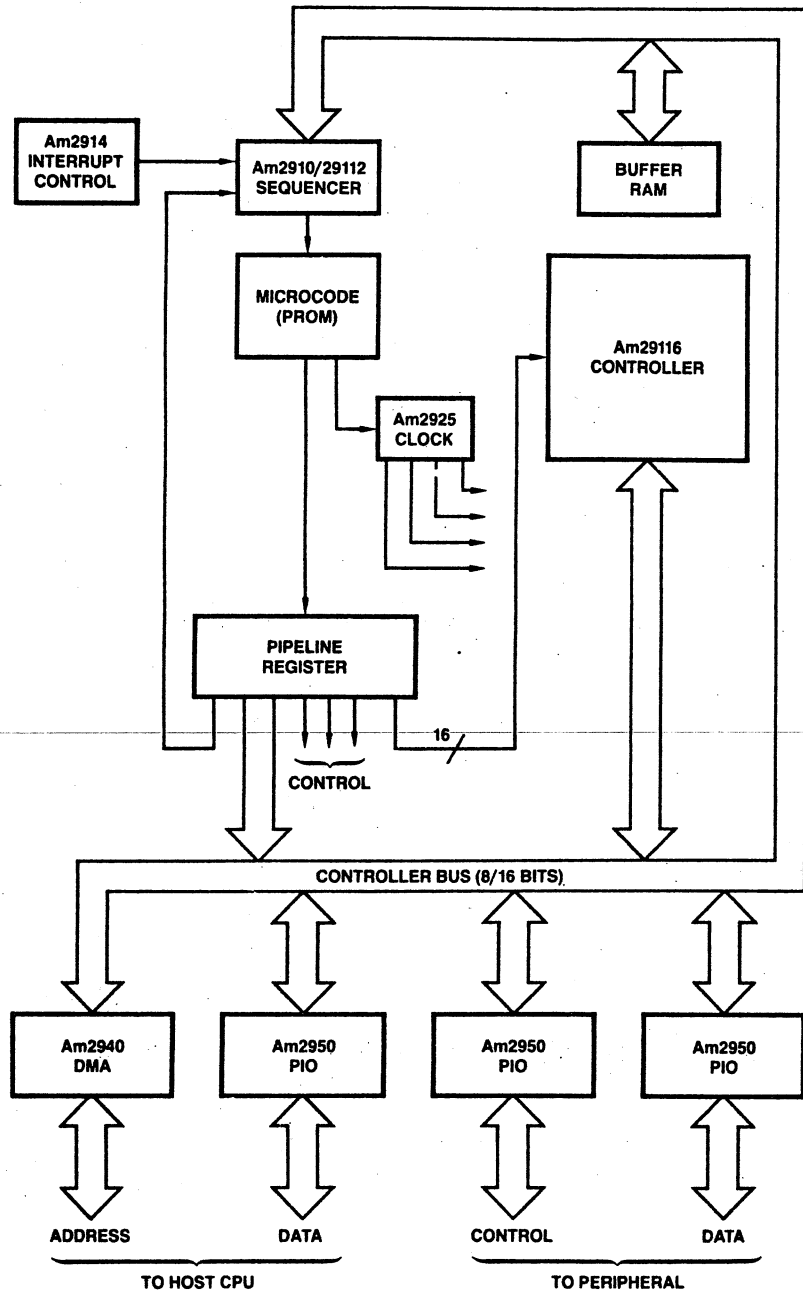 Am2914
INTERRUPT
CONTROL
Am2910/29112
SEQUENCER
BUFFER
RAM
MICROCODE
(PROM)
Am29116
CONTROLLER
Am2925
CLOCK
PIPELINE
REGISTER
16
CONTROL
CONTROLLER BUS (8/16 BITS)
Am2940
DMA
Am2950
PIO
Am2950
PIO
Am2950
PIO
ADDRESS
DATA
CONTROL
DATA
TO HOST CPU
TO PERIPHERAL